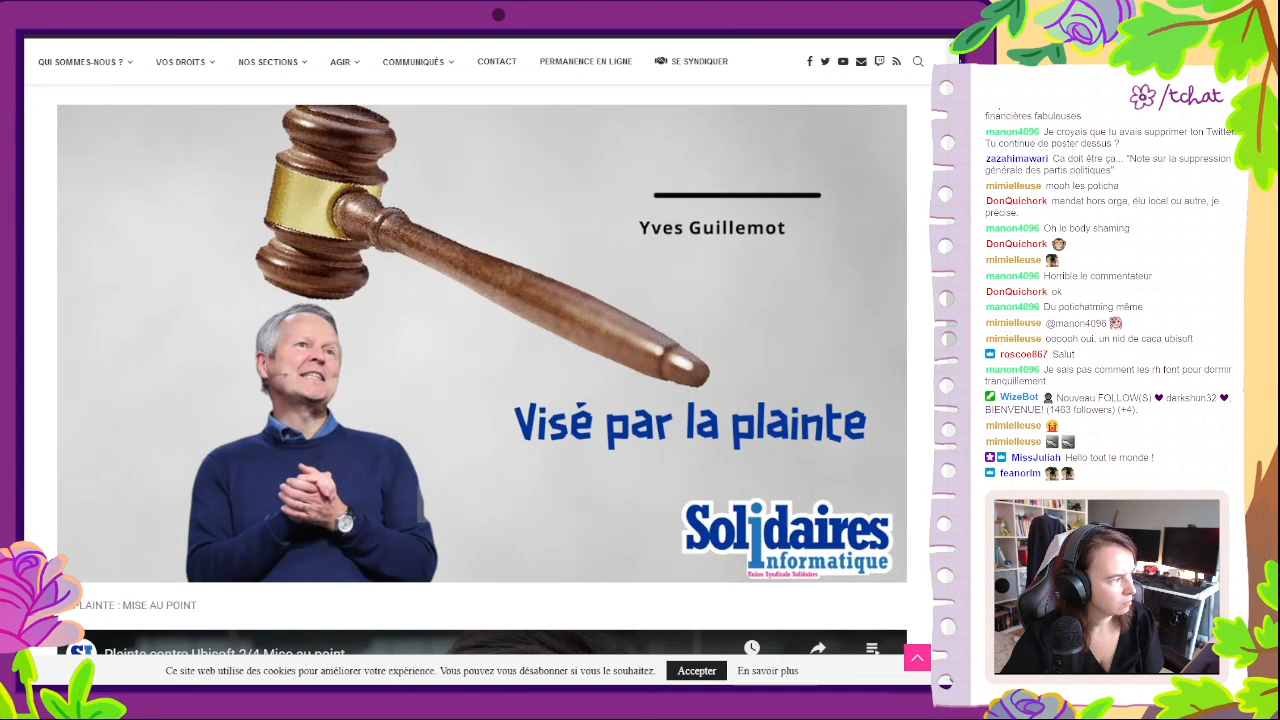 QUI SOMMES-NOUS ?
VOS DROITS
NOS SECTIONS
AGIR
COMMUNIQUÉS
CONTACT
PERMANENCE EN LIGNE
SE SYNDIQUER
Yves Guillemot
Visé par la plainte
Solidaires
informatique
Union Syndicale Solidaires
PLAINTE : MISE AU POINT
Plainte contre Ubisoft 2/4 Mise au point
Ce site web utilise des cookies pour améliorer votre expérience. Vous pouvez vous désabonner si vous le souhaitez.
Accepter
En savoir plus
/tchat
financières fabuleuses
manon4096 Je croyais que tu avais supprimer ton Twitter.
Tu continue de poster dessus ?
zazahimawari Ca doit être ça... "Note sur la suppression
générale des partis politiques"
mimielleuse mooh les poticha
DonQuichork mandat hors orga, élu local ou autre, je
précise.
manon4096 Oh le body shaming
DonQuichork
mimielleuse
manon4096 Horrible le commentateur
DonQuichork ok
manon4096 Du potichatming même
mimielleuse @manon4096
mimielleuse oooooh oui, un nid de caca ubisoft
roscoe867 Salut
manon4096 Je sais pas comment les rh font pour dormir
tranquillement
WizeBot Nouveau FOLLOW(S) darkshun32
BIENVENUE! (1463 followers) (+4).
mimielleuse
mimielleuse
MissJuliah Hello tout le monde !
feanorim